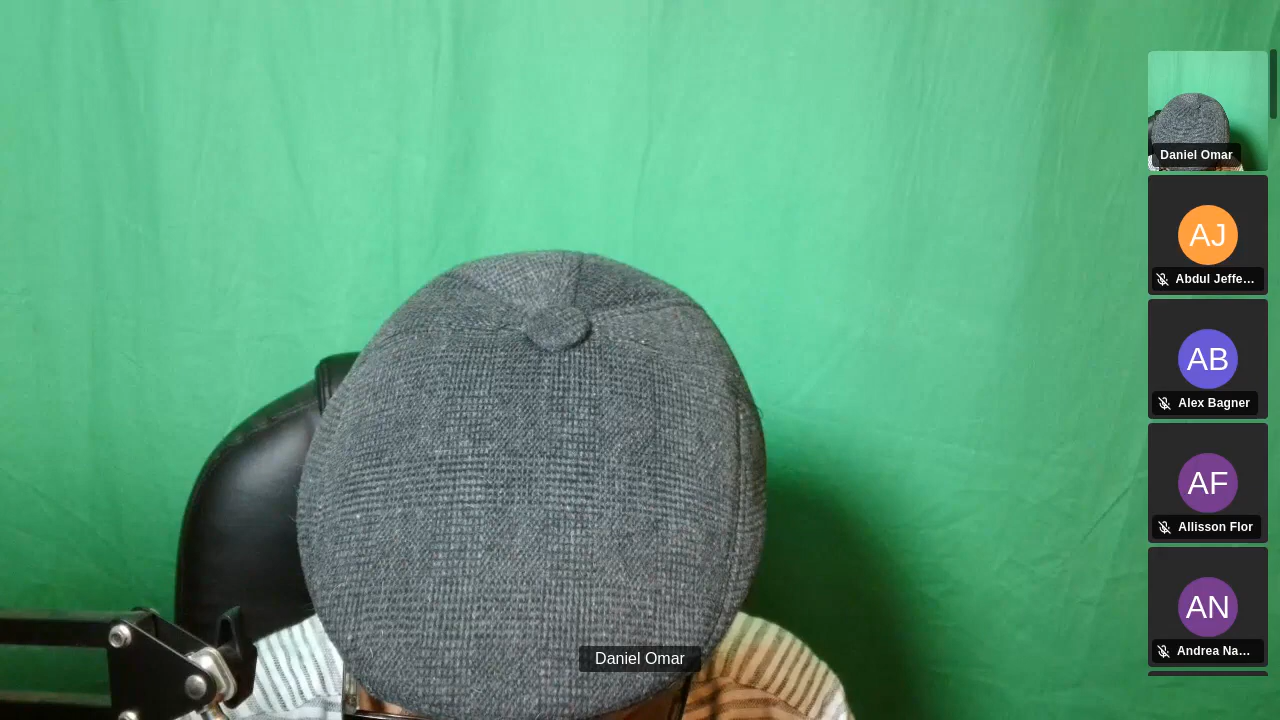 Daniel Omar
AJ
Abdul Jeffe...
AB
Alex Bagner
AF
Allisson Flor
AN
Andrea Na...
Daniel Omar